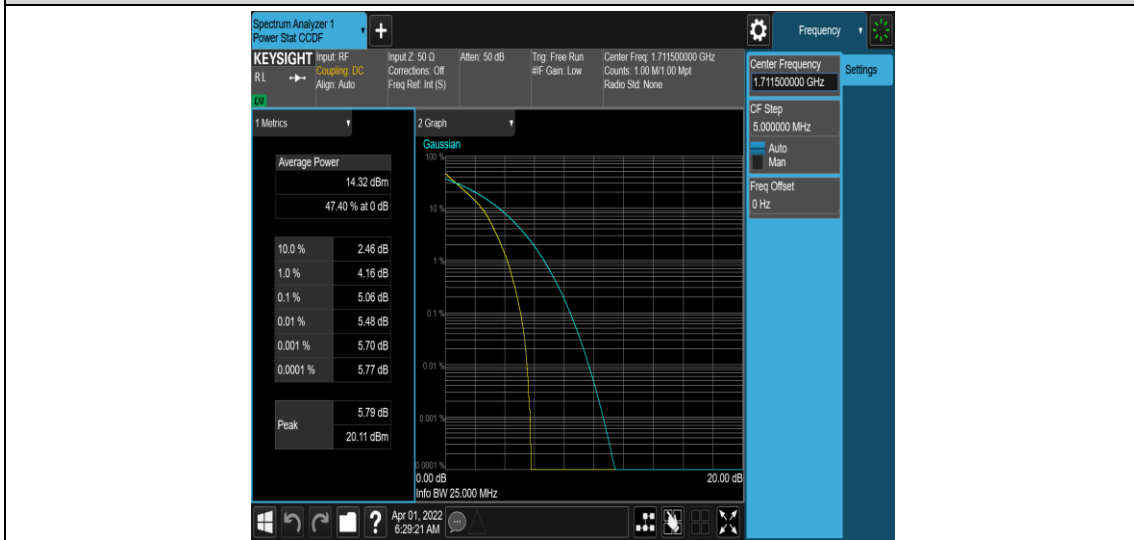 Spectrum Analyzer 1
Power Stat CCDF
Frequency
KEYSIGHT
RL
LXI
Input: RF
Coupling: DC
Align: Auto
Input Z: 50 Ω
Corrections: Off
Freq Ref: Int (S)
Atten: 50 dB
Trig: Free Run
#IF Gain: Low
Center Freq: 1.711500000 GHz
Counts: 1.00 M/1.00 Mpt
Radio Std: None
Center Frequency
1.711500000 GHz
Settings
CF Step
5.000000 MHz
Auto
Man
Freq Offset
0 Hz
1 Metrics
Average Power
14.32 dBm
47.40 % at 0 dB
10.0 % 2.46 dB
1.0 % 4.16 dB
0.1 % 5.06 dB
0.01 % 5.48 dB
0.001 % 5.70 dB
0.0001 % 5.77 dB
Peak
5.79 dB
20.11 dBm
2 Graph
Gaussian
100 %
10 %
1 %
0.1 %
0.01 %
0.001 %
0.0001 %
0.00 dB 20.00 dB
Info BW 25.000 MHz
Apr 01, 2022
6:29:21 AM